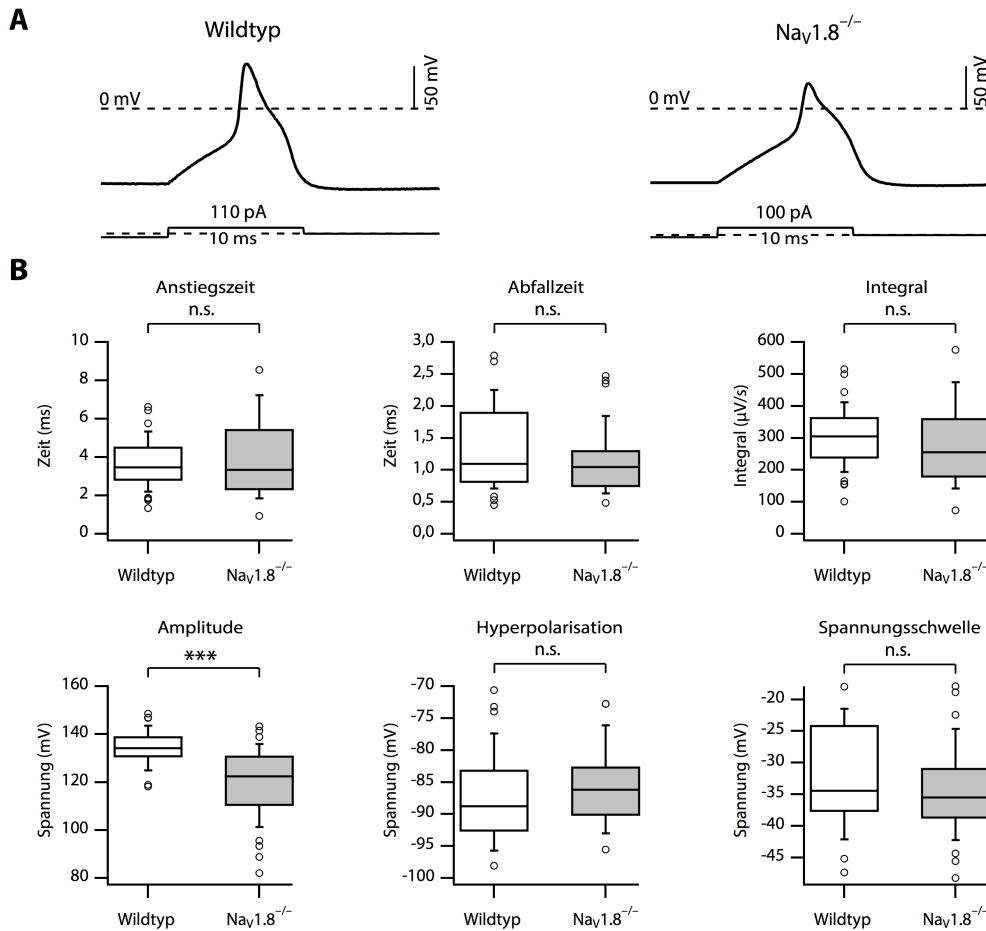 A
Wildtyp
NaV1.8−/−
0 mV
50 mV
0 mV
50 mV
110 pA
10 ms
100 pA
10 ms
B
Anstiegszeit
n.s.
Zeit (ms)
10
8
6
4
2
0
Wildtyp
NaV1.8−/−
Abfallzeit
n.s.
Zeit (ms)
3,0
2,5
2,0
1,5
1,0
0,5
0,0
Wildtyp
NaV1.8−/−
Integral
n.s.
Integral (µV/s)
600
500
400
300
200
100
0
Wildtyp
NaV1.8−/−
Amplitude
***
Spannung (mV)
160
140
120
100
80
Wildtyp
NaV1.8−/−
Hyperpolarisation
n.s.
Spannung (mV)
-70
-75
-80
-85
-90
-95
-100
Wildtyp
NaV1.8−/−
Spannungsschwelle
n.s.
Spannung (mV)
-20
-25
-30
-35
-40
-45
Wildtyp
NaV1.8−/−